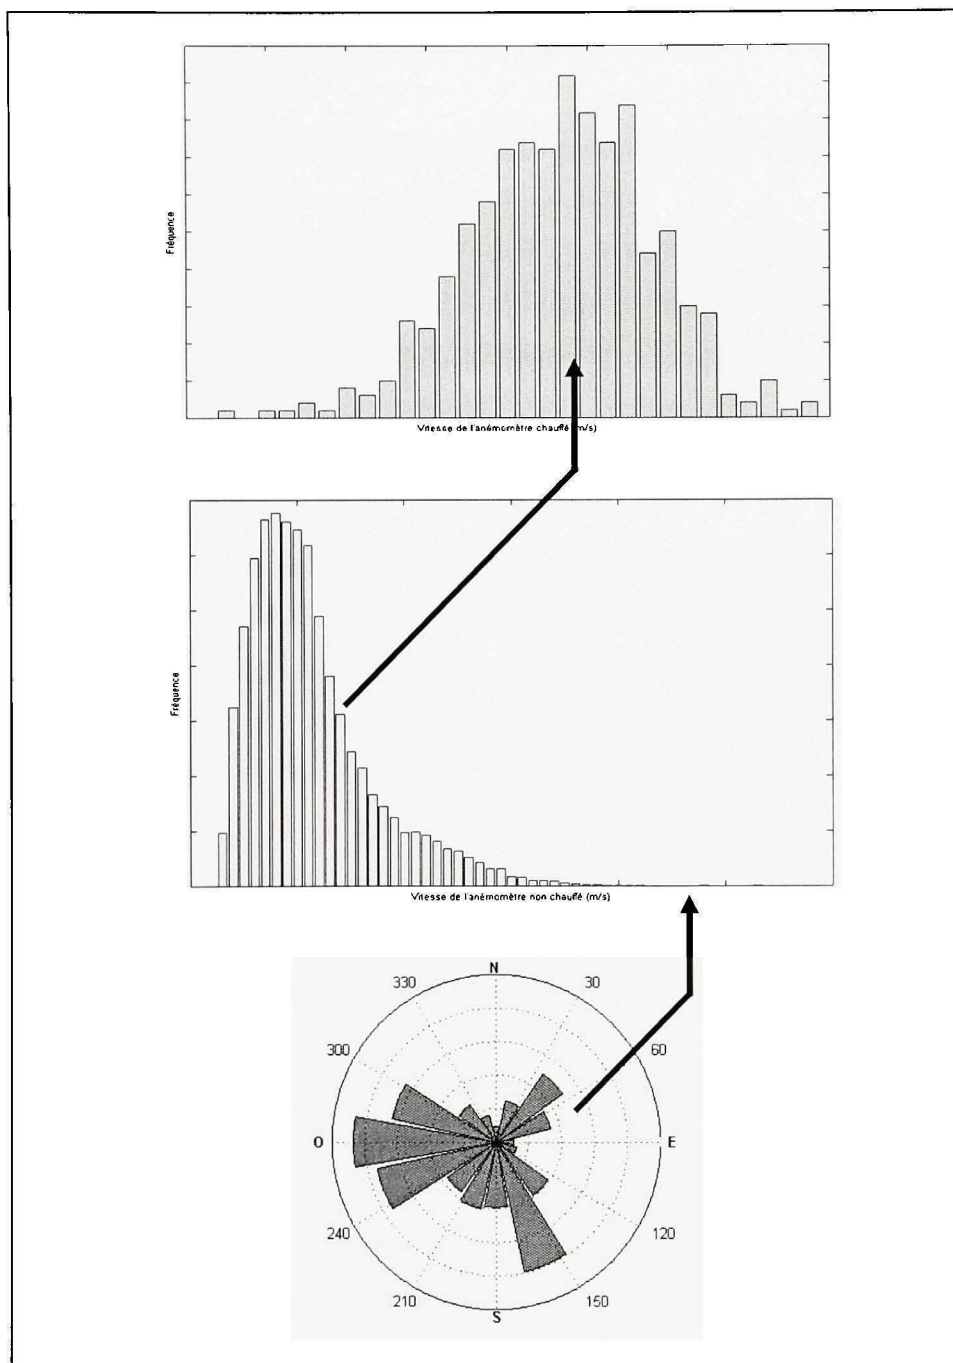 Fréquence
Vitesse de l'anémomètre chauffé (m/s)
Fréquence
Vitesse de l'anémomètre non chauffé (m/s)
N
330
30
300
60
O
E
240
120
210
150
S